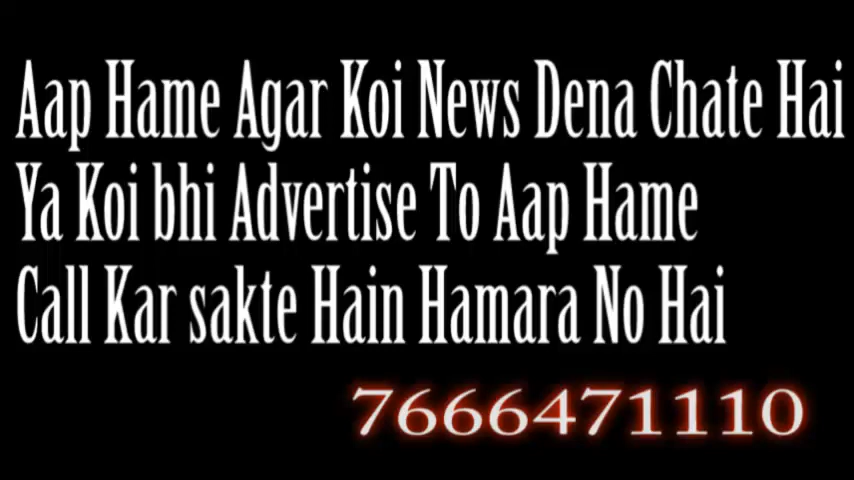 Aap Hame Agar Koi News Dena Chate Hai
Ya Koi bhi Advertise To Aap Hame
Call Kar sakte Hain Hamara No Hai
7666471110